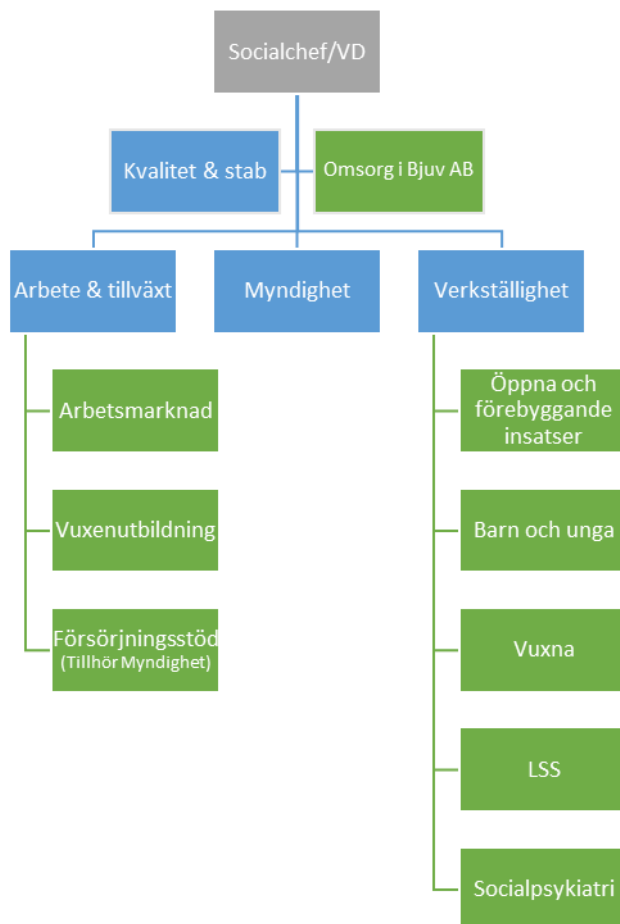 Socialchef/VD
Kvalitet & stab
Omsorg i Bjuv AB
Arbete & tillväxt
Myndighet
Verkställighet
Arbetsmarknad
Vuxenutbildning
Försörjningsstöd
(Tillhör Myndighet)
Öppna och
förebyggande
insatser
Barn och unga
Vuxna
LSS
Socialpsykiatri